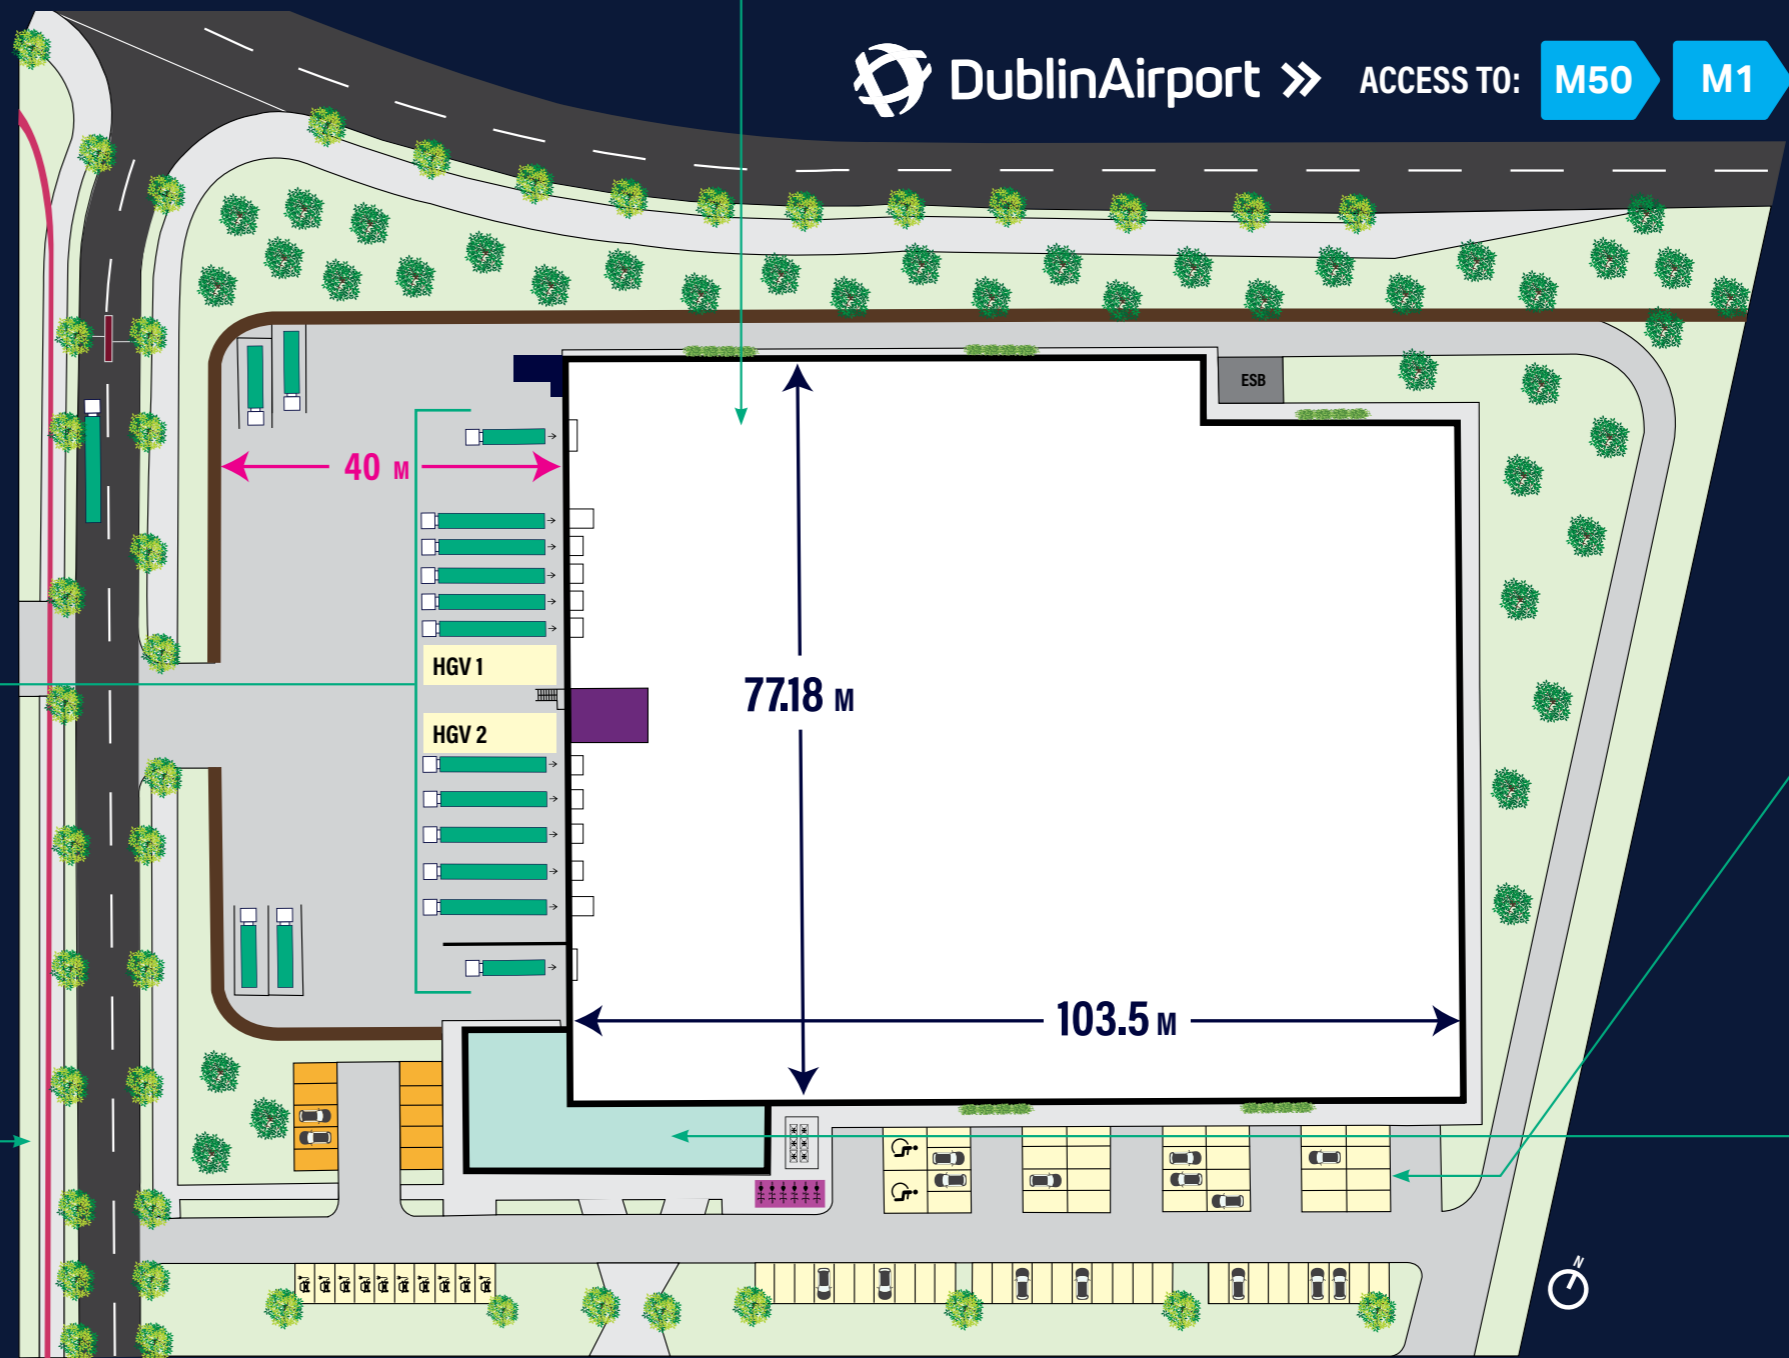 DublinAirport » ACCESS TO: M50 M1
ESB
40 M
HGV 1
77.18 M
HGV 2
103.5 M
N